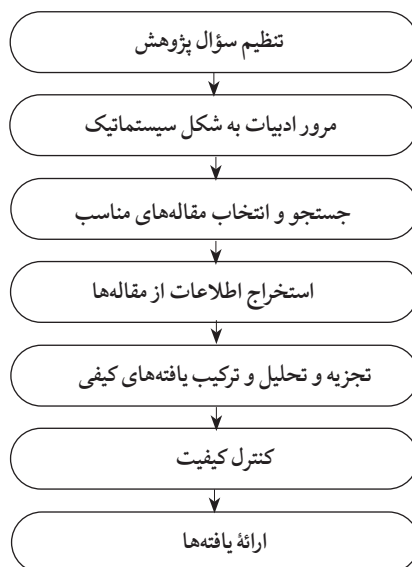 تنظیم سؤال پژوهش
مرور ادبیات به شکل سیستماتیک
جستجو و انتخاب مقاله‌های مناسب
استخراج اطلاعات از مقاله‌ها
تجزیه و تحلیل و ترکیب یافته‌های کیفی
کنترل کیفیت
ارائۀ یافته‌ها